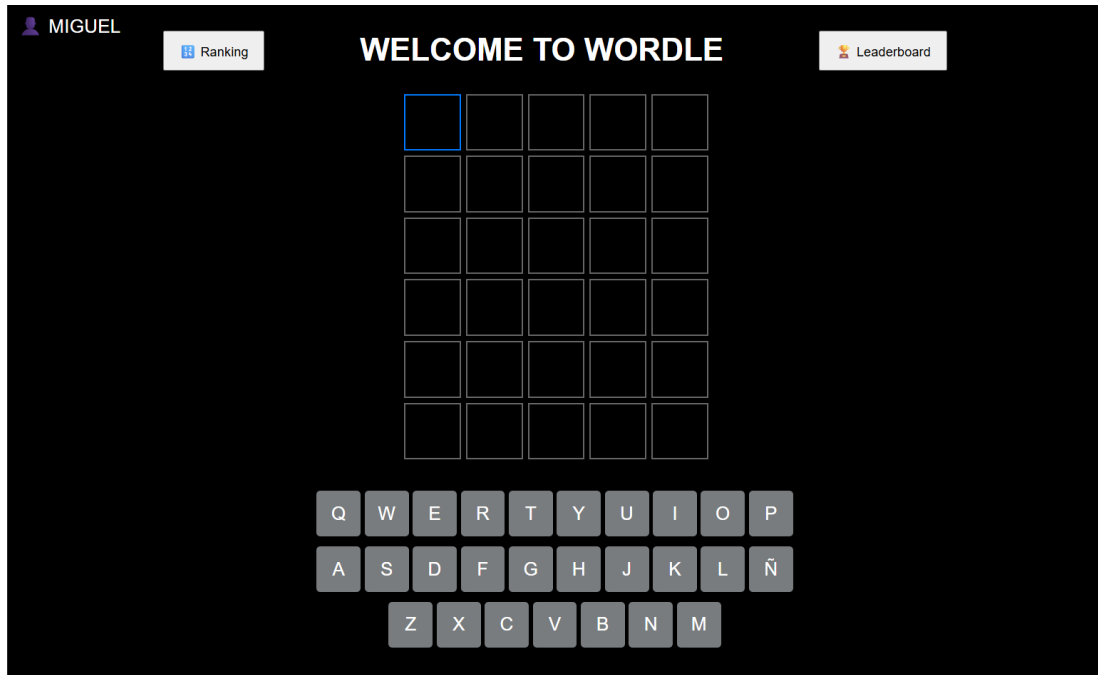 MIGUEL
Ranking
WELCOME TO WORDLE
Leaderboard
Q W E R T Y U I O P
A S D F G H J K L Ñ
Z X C V B N M